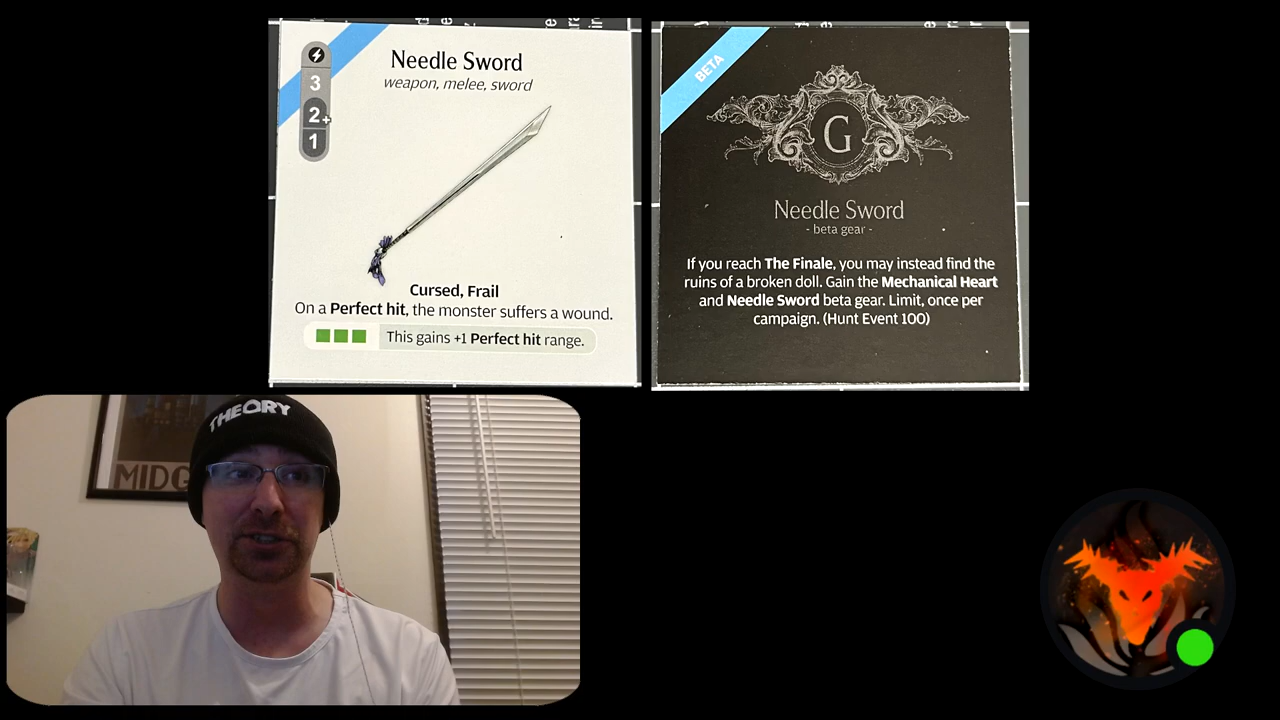 Needle Sword
weapon, melee, sword
3
2+
1
Cursed, Frail
On a Perfect hit, the monster suffers a wound.
This gains +1 Perfect hit range.
BETA
G
Needle Sword
- beta gear -
If you reach The Finale, you may instead find the
ruins of a broken doll. Gain the Mechanical Heart
and Needle Sword beta gear. Limit, once per
campaign. (Hunt Event 100)
THEORY
MIDG